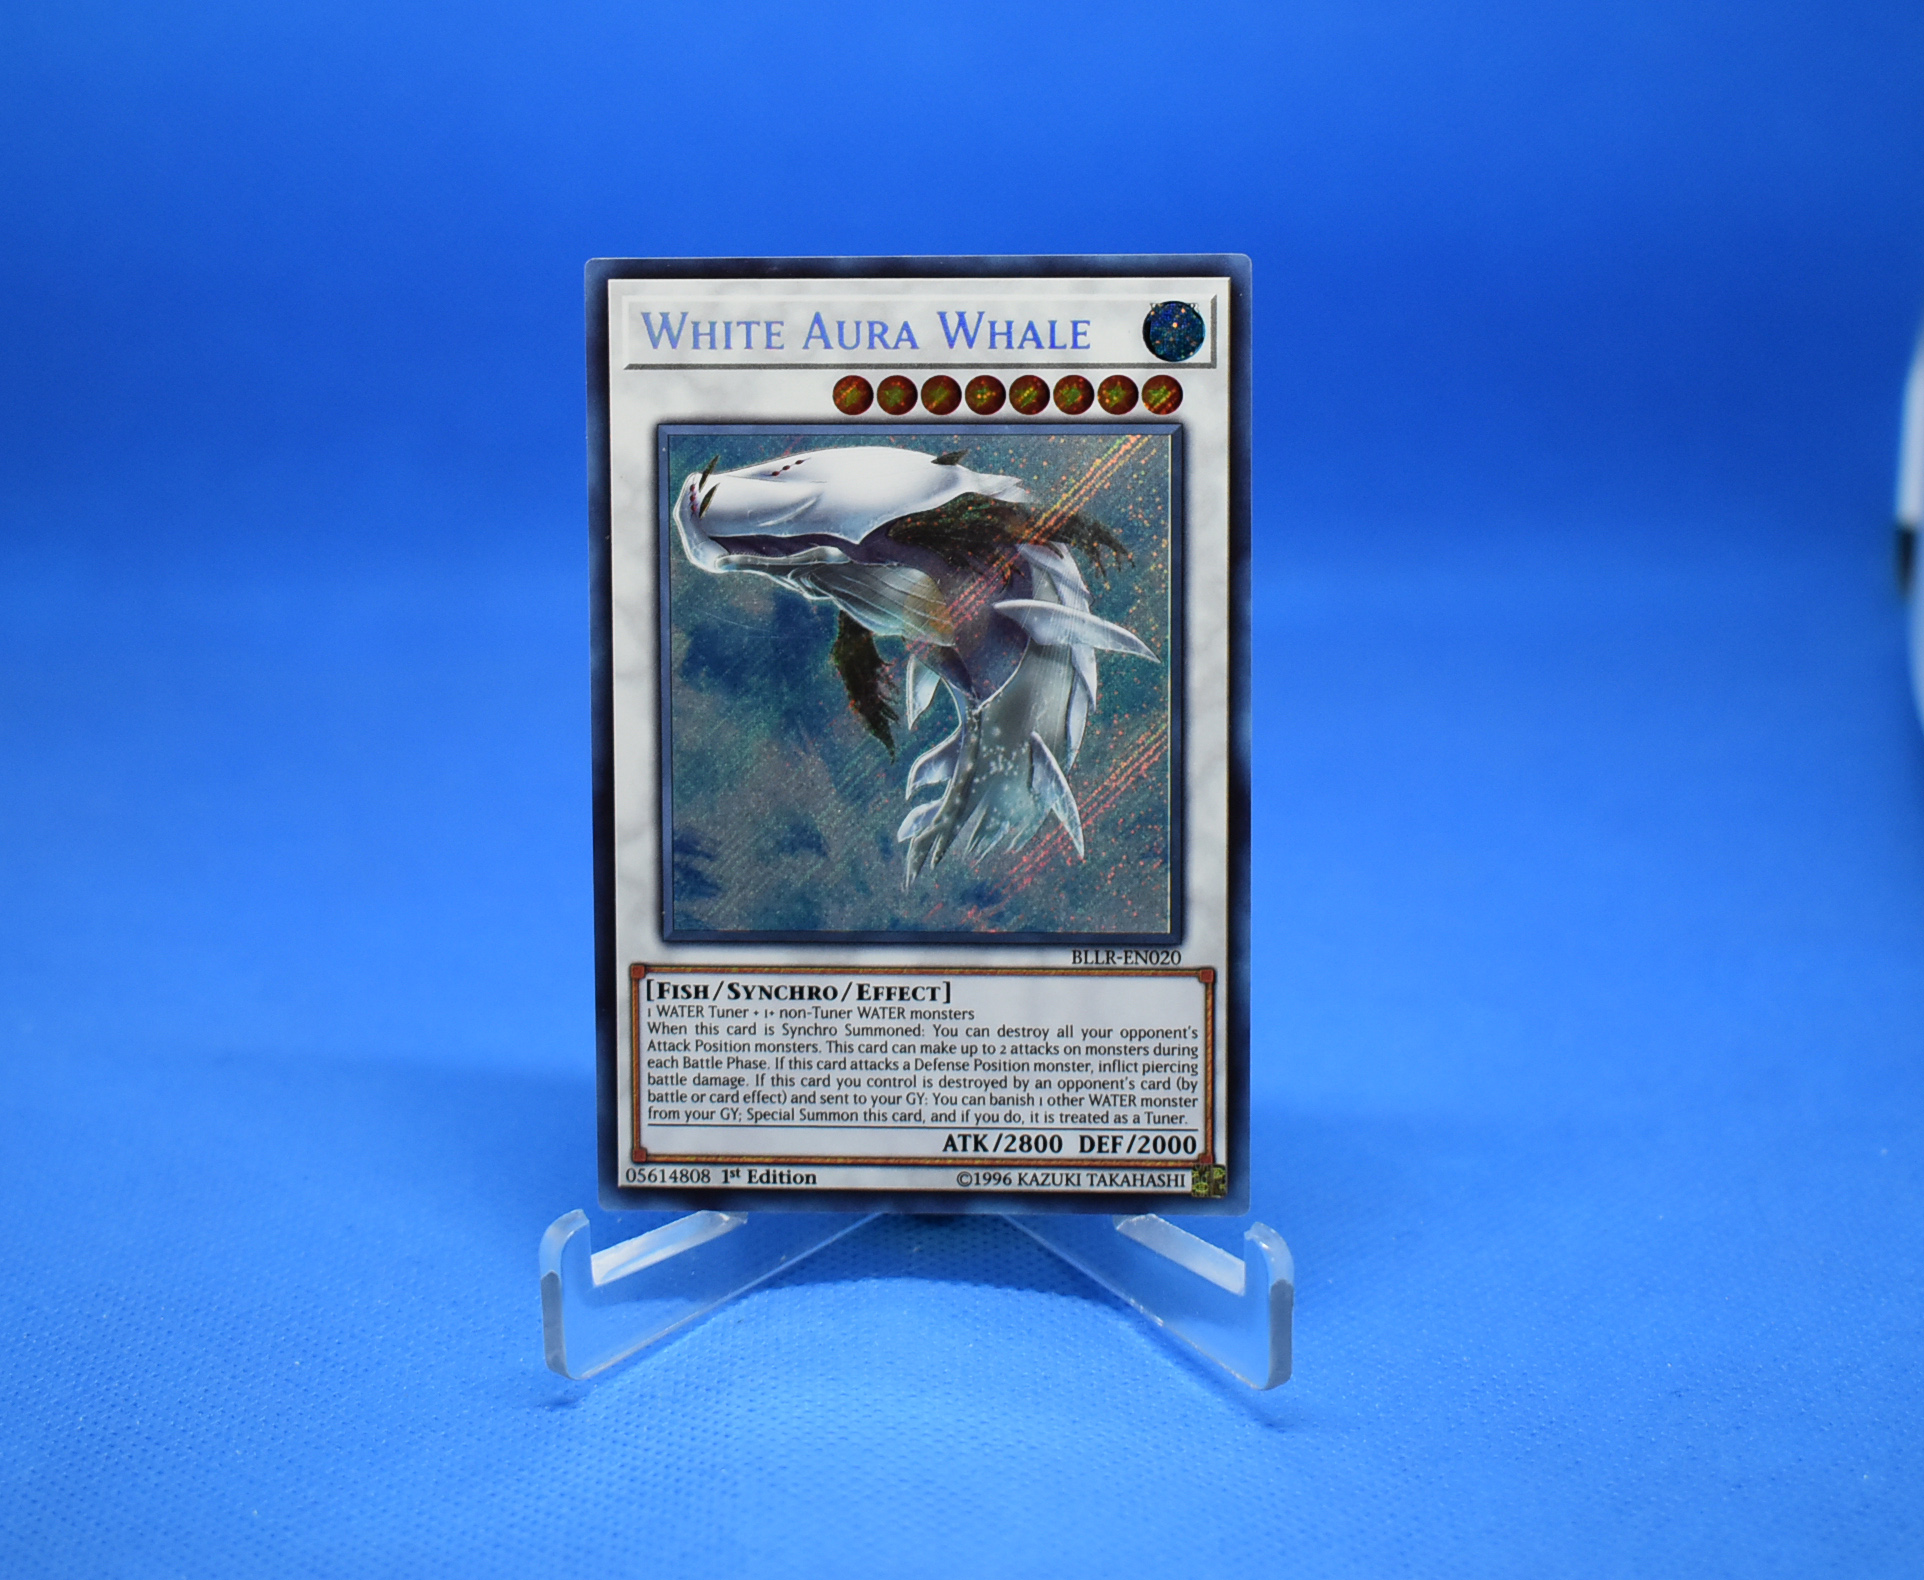 WHITE AURA WHALE
BLLR-EN020
[FISH/SYNCHRO/EFFECT]
1 WATER Tuner + 1+ non-Tuner WATER monsters
When this card is Synchro Summoned: You can destroy all your opponent's
Attack Position monsters. This card can make up to 2 attacks on monsters during
each Battle Phase. If this card attacks a Defense Position monster, inflict piercing
battle damage. If this card you control is destroyed by an opponent's card (by
battle or card effect) and sent to your GY: You can banish 1 other WATER monster
from your GY; Special Summon this card, and if you do, it is treated as a Tuner.
ATK/2800 DEF/2000
05614808 1st Edition ©1996 KAZUKI TAKAHASHI